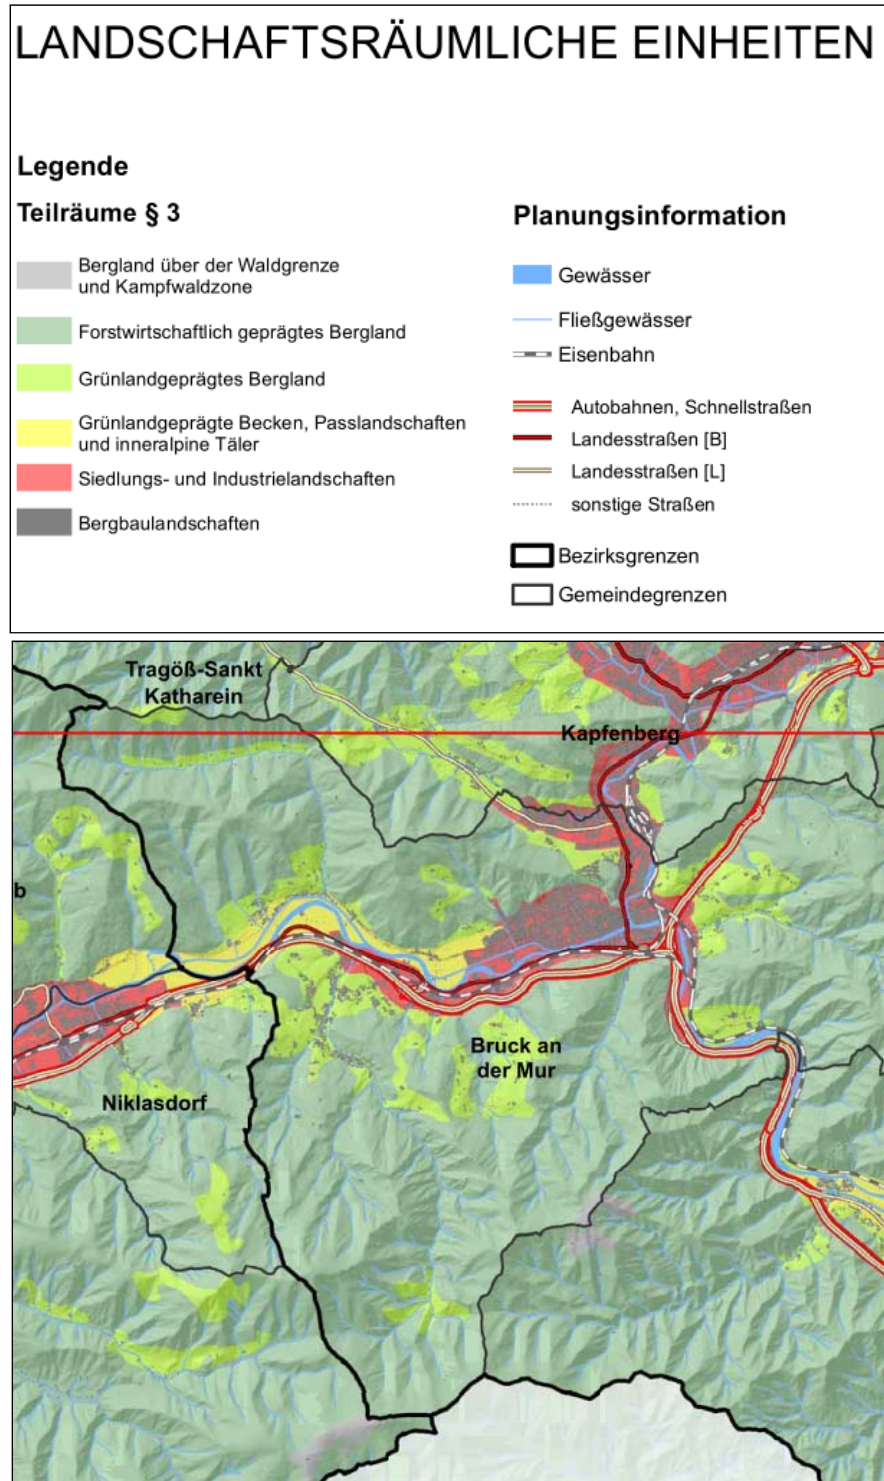 LANDSCHAFTSRÄUMLICHE EINHEITEN
Legende
Teilräume § 3
Bergland über der Waldgrenze
und Kampfwaldzone
Forstwirtschaftlich geprägtes Bergland
Grünlandgeprägtes Bergland
Grünlandgeprägte Becken, Passlandschaften
und inneralpine Täler
Siedlungs- und Industrielandschaften
Bergbaulandschaften
Planungsinformation
Gewässer
Fließgewässer
Eisenbahn
Autobahnen, Schnellstraßen
Landesstraßen [B]
Landesstraßen [L]
sonstige Straßen
Bezirksgrenzen
Gemeindegrenzen
Tragöß-Sankt
Katharein
Kapfenberg
b
Bruck an
der Mur
Niklasdorf